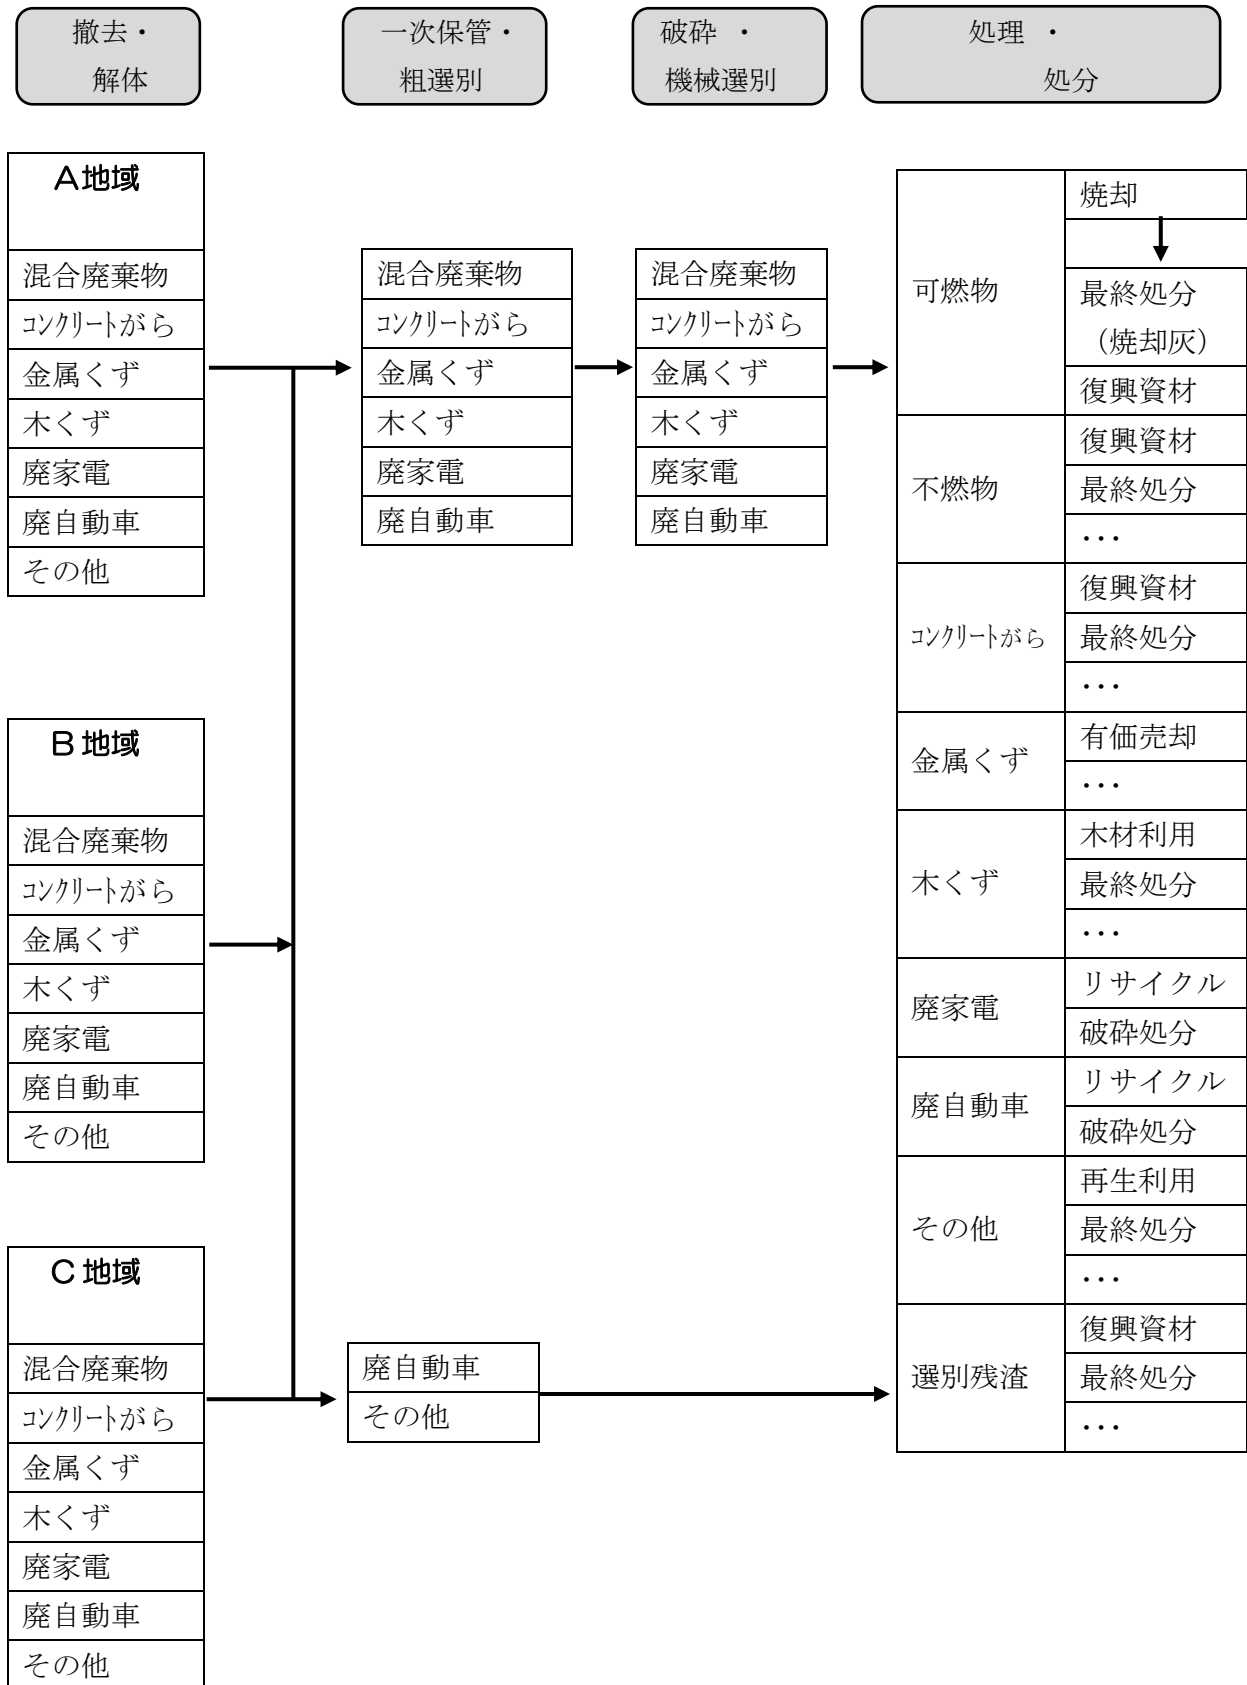 撤去・
解体
一次保管・
粗選別
破砕 ・
機械選別
処理 ・
処分
A地域
混合廃棄物
コンクリートがら
金属くず
木くず
廃家電
廃自動車
その他
B地域
混合廃棄物
コンクリートがら
金属くず
木くず
廃家電
廃自動車
その他
C地域
混合廃棄物
コンクリートがら
金属くず
木くず
廃家電
廃自動車
その他
混合廃棄物
コンクリートがら
金属くず
木くず
廃家電
廃自動車
廃自動車
その他
混合廃棄物
コンクリートがら
金属くず
木くず
廃家電
廃自動車
可燃物
焼却
最終処分
（焼却灰）
復興資材
不燃物
復興資材
最終処分
・・・
コンクリートがら
復興資材
最終処分
・・・
金属くず
有価売却
・・・
木くず
木材利用
最終処分
・・・
廃家電
リサイクル
破砕処分
廃自動車
リサイクル
破砕処分
その他
再生利用
最終処分
・・・
選別残渣
復興資材
最終処分
・・・